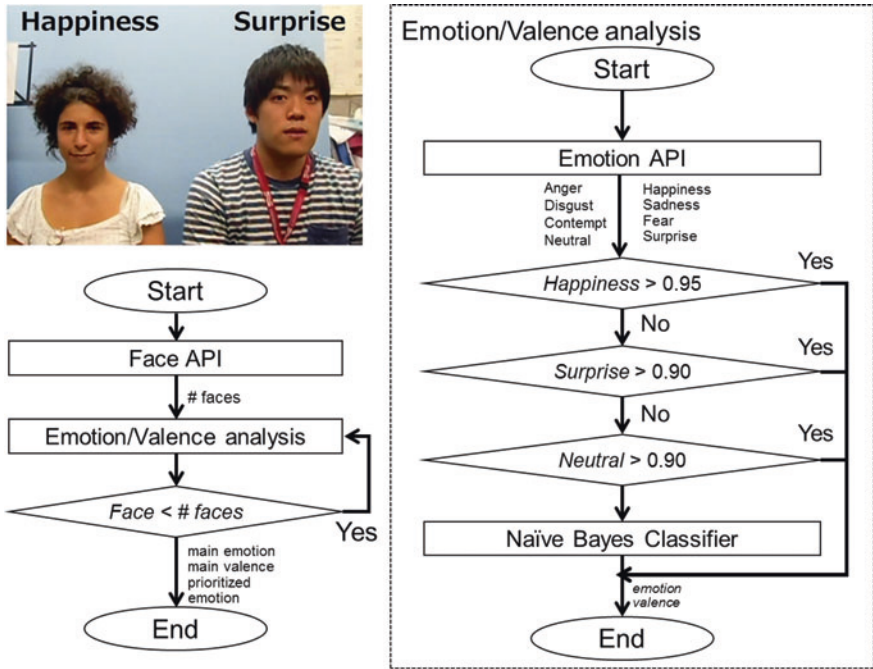 Happiness Surprise
Start
Face API
# faces
Emotion/Valence analysis
Face < # faces
Yes
main emotion
main valence
prioritized
emotion
End
Emotion/Valence analysis
Start
Emotion API
Anger
Disgust
Contempt
Neutral
Happiness
Sadness
Fear
Surprise
Happiness > 0.95
Yes
No
Surprise > 0.90
Yes
No
Neutral > 0.90
Yes
Naïve Bayes Classifier
emotion
valence
End